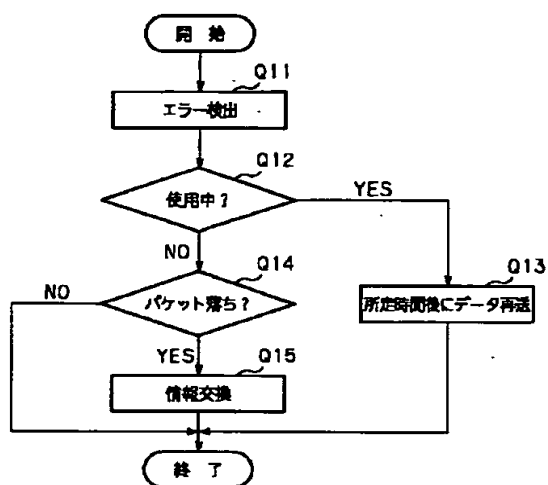 開始
Q11
エラー検出
Q12
使用中?
YES
NO
Q14
Q13
NO
パケット落ち?
所定時間後にデータ再送
YES
Q15
情報交換
終了